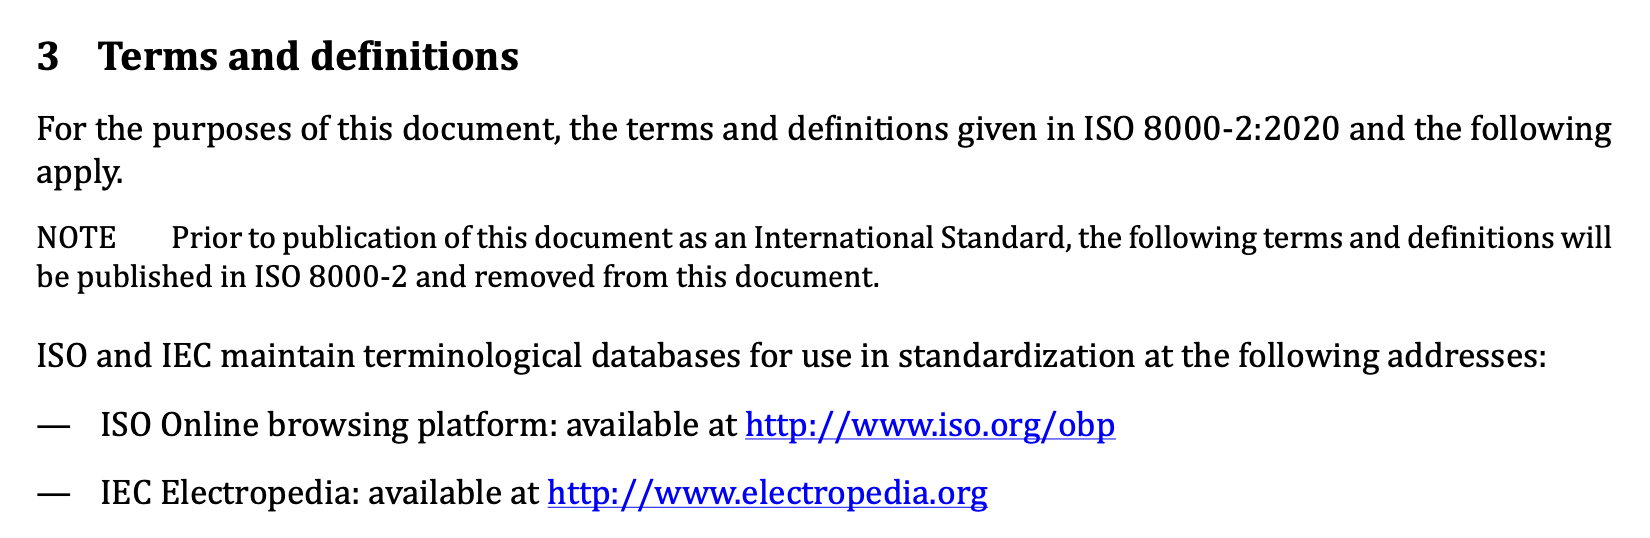 3 Terms and definitions
For the purposes of this document, the terms and definitions given in ISO 8000-2:2020 and the following
apply.
NOTE Prior to publication of this document as an International Standard, the following terms and definitions will
be published in ISO 8000-2 and removed from this document.
ISO and IEC maintain terminological databases for use in standardization at the following addresses:
— ISO Online browsing platform: available at http://www.iso.org/obp
— IEC Electropedia: available at http://www.electropedia.org